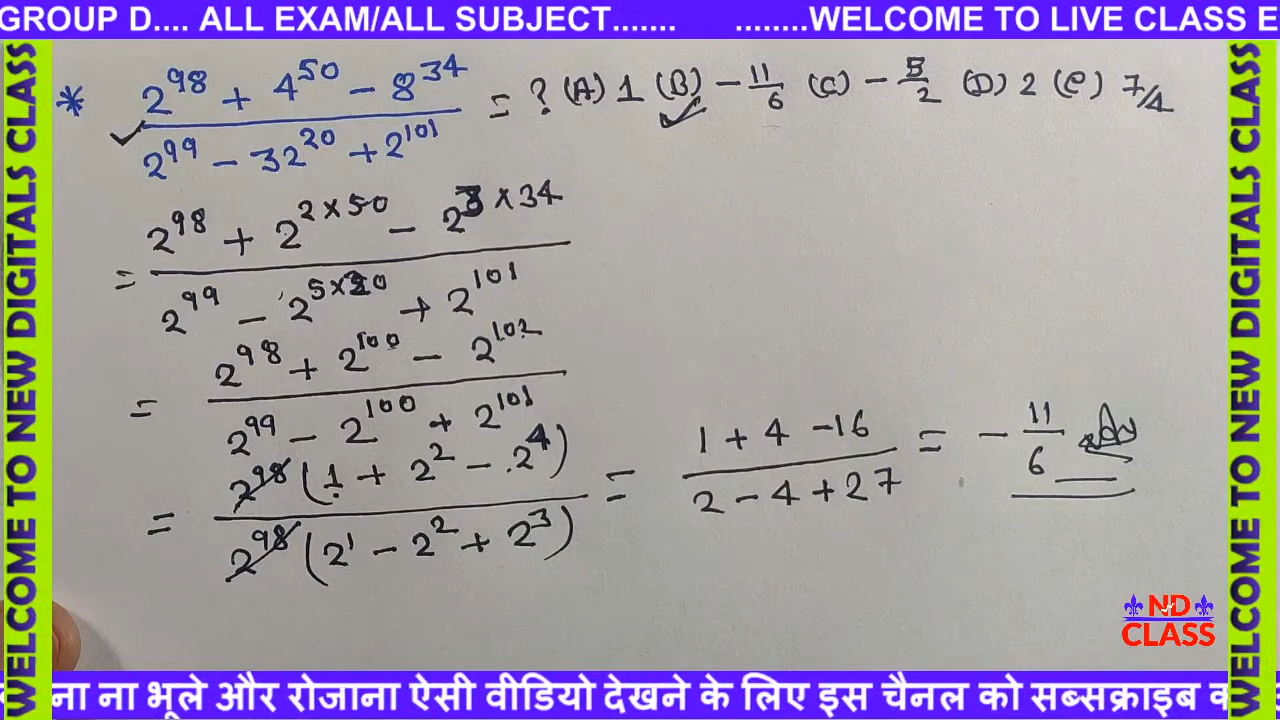 GROUP D.... ALL EXAM/ALL SUBJECT....... ........WELCOME TO LIVE CLASS E
WELCOME TO NEW DIGITALS CLASS
* 2^98 + 4^50 - 8^34 / 2^99 - 32^20 + 2^101 = ? (A) 1 (B) - 11/6 (C) - 5/2 (D) 2 (e) 7/4
= 2^98 + 2^2×50 - 2^3×34 / 2^99 - 2^5×20 + 2^101
= 2^98 + 2^100 - 2^102 / 2^99 - 2^100 + 2^101
= 2^98 (1 + 2^2 - 2^4) / 2^98 (2^1 - 2^2 + 2^3) = 1 + 4 - 16 / 2 - 4 + 27 = - 11/6
ND
CLASS
ना ना भूले और रोजाना ऐसी वीडियो देखने के लिए इस चैनल को सब्सक्राइब
WELCOME TO NEW DIGITALS CLASS